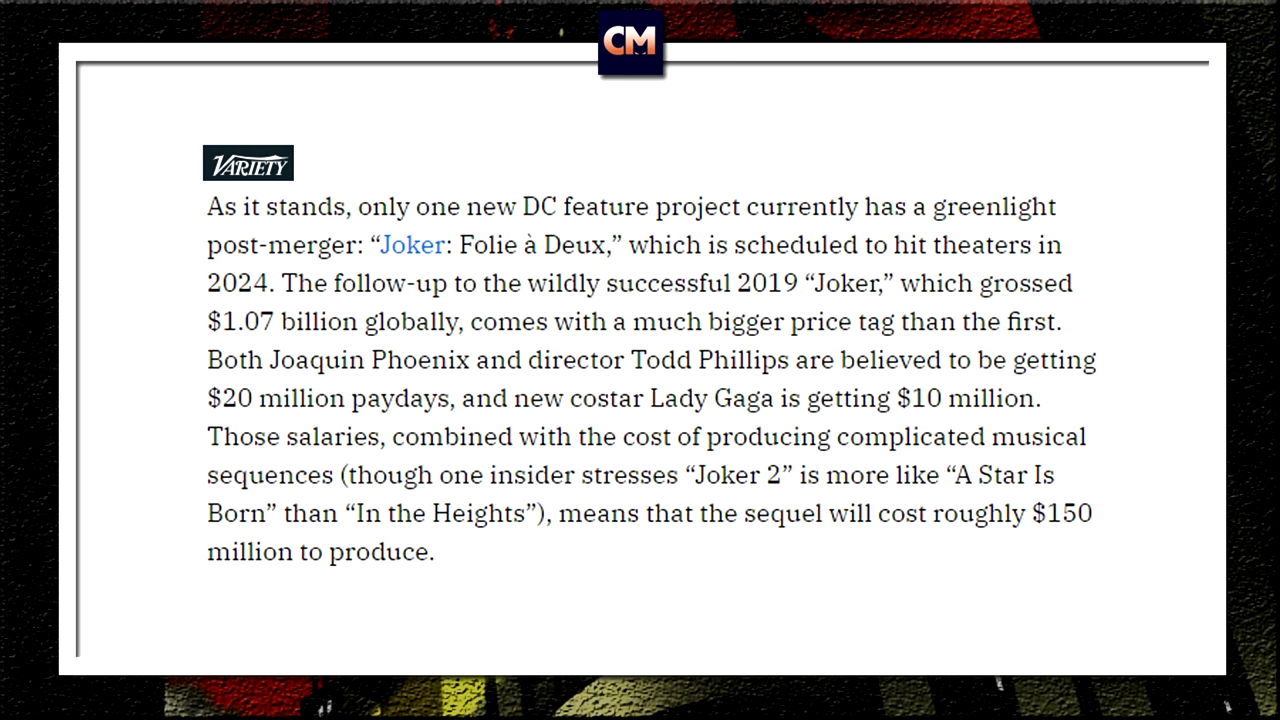 CM
VARIETY
As it stands, only one new DC feature project currently has a greenlight
post-merger: “Joker: Folie à Deux,” which is scheduled to hit theaters in
2024. The follow-up to the wildly successful 2019 “Joker,” which grossed
$1.07 billion globally, comes with a much bigger price tag than the first.
Both Joaquin Phoenix and director Todd Phillips are believed to be getting
$20 million paydays, and new costar Lady Gaga is getting $10 million.
Those salaries, combined with the cost of producing complicated musical
sequences (though one insider stresses “Joker 2” is more like “A Star Is
Born” than “In the Heights”), means that the sequel will cost roughly $150
million to produce.